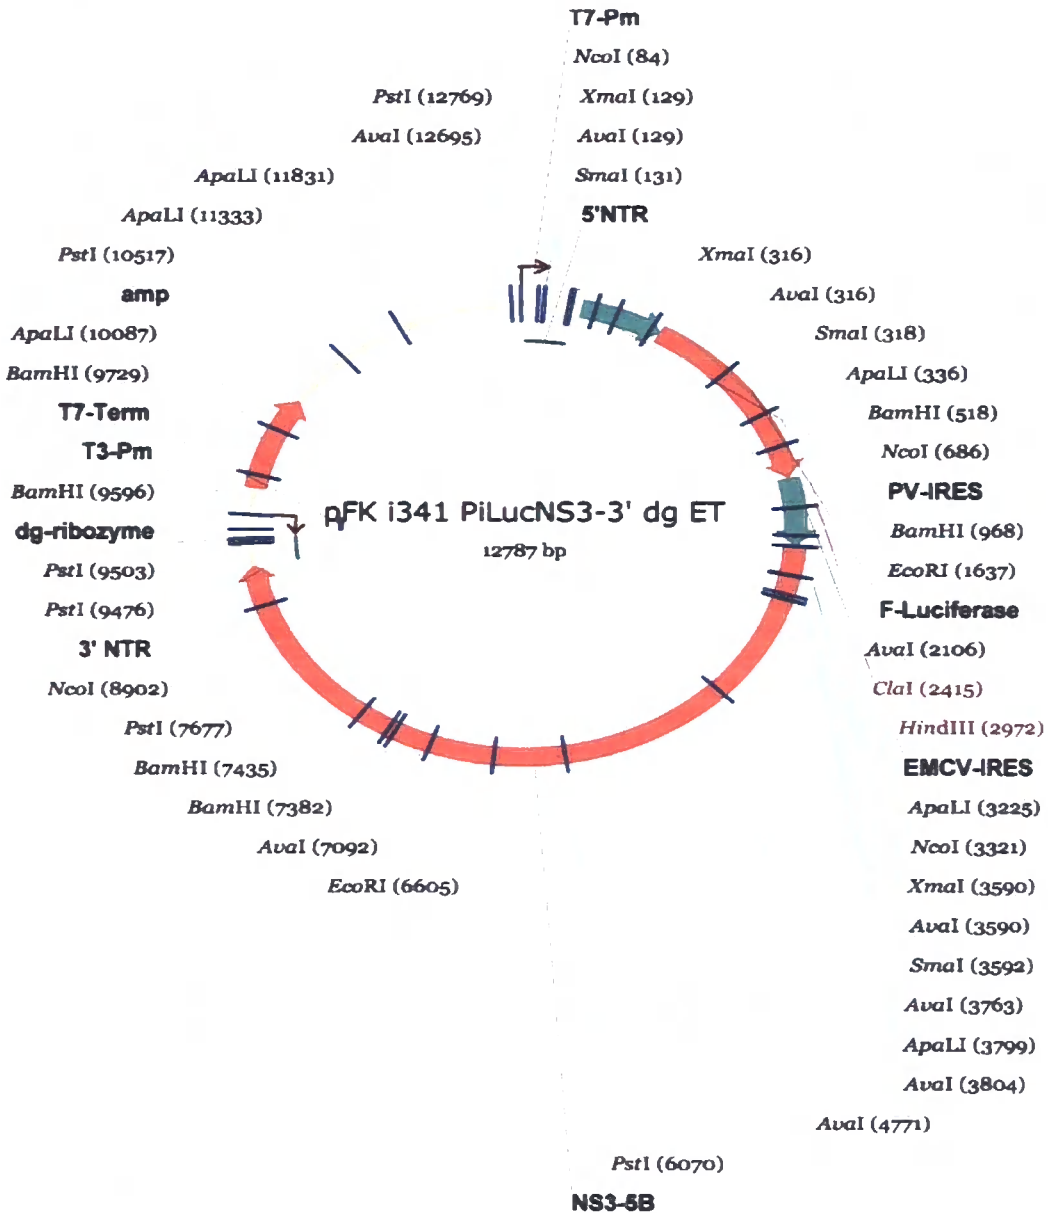 T7-Pm
NcoI (84)
PstI (12769)
XmaI (129)
AvaI (12695)
AvaI (129)
ApaLI (11831)
SmaI (131)
ApaLI (11333)
5'NTR
PstI (10517)
XmaI (316)
amp
AvaI (316)
ApaLI (10087)
SmaI (318)
BamHI (9729)
ApaLI (336)
T7-Term
BamHI (518)
T3-Pm
NcoI (686)
BamHI (9596)
PV-IRES
pFK i341 PiLucNS3-3' dg ET
dg-ribozyme
BamHI (968)
12787 bp
PstI (9503)
EcoRI (1637)
PstI (9476)
F-Luciferase
3' NTR
AvaI (2106)
NcoI (8902)
ClaI (2415)
PstI (7677)
HindIII (2972)
BamHI (7435)
EMCV-IRES
BamHI (7382)
ApaLI (3225)
AvaI (7092)
NcoI (3321)
EcoRI (6605)
XmaI (3590)
AvaI (3590)
SmaI (3592)
AvaI (3763)
ApaLI (3799)
AvaI (3804)
AvaI (4771)
PstI (6070)
NS3-5B